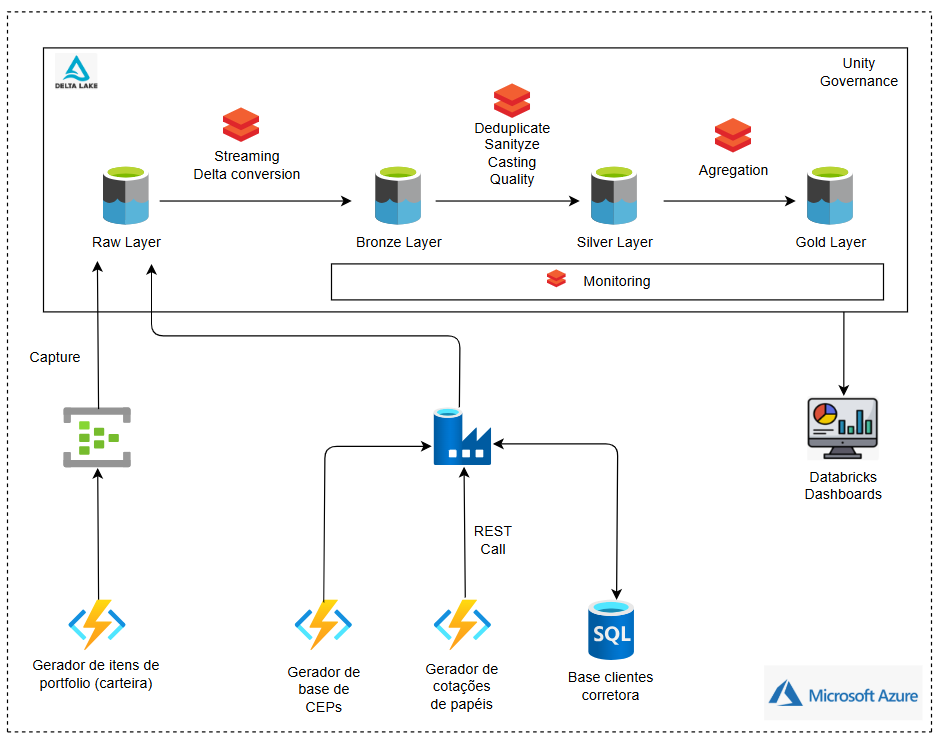 DELTA LAKE
Unity
Governance
Streaming
Delta conversion
Deduplicate
Sanityze
Casting
Quality
Agregation
Raw Layer
Bronze Layer
Silver Layer
Gold Layer
Monitoring
Capture
REST
Call
Databricks
Dashboards
SQL
Gerador de itens de
portfolio (carteira)
Gerador de
base de
CEPs
Gerador de
cotações
de papéis
Base clientes
corretora
Microsoft Azure